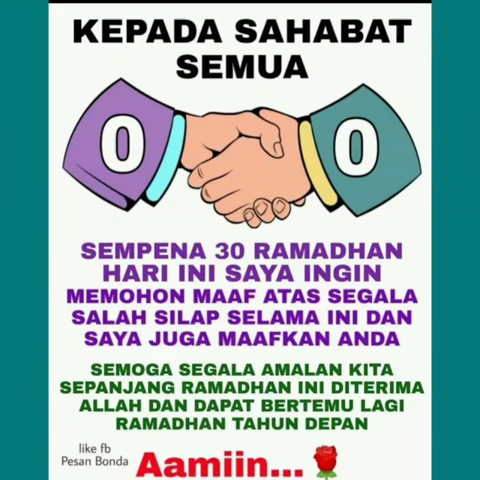 KEPADA SAHABAT
SEMUA
0 0
SEMPENA 30 RAMADHAN
HARI INI SAYA INGIN
MEMOHON MAAF ATAS SEGALA
SALAH SILAP SELAMA INI DAN
SAYA JUGA MAAFKAN ANDA
SEMOGA SEGALA AMALAN KITA
SEPANJANG RAMADHAN INI DITERIMA
ALLAH DAN DAPAT BERTEMU LAGI
RAMADHAN TAHUN DEPAN
like fb
Pesan Bonda
Aamiin...